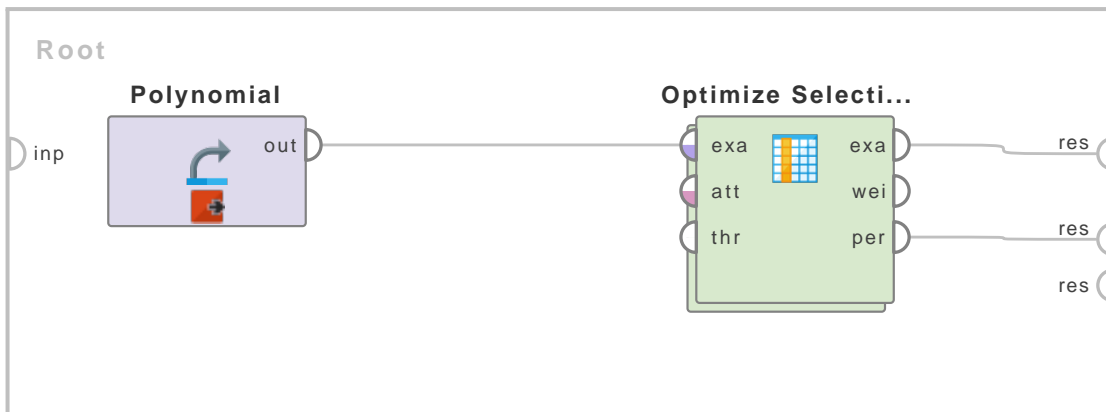 Root
Polynomial
Optimize Selecti...
inp
out
exa
exa
res
att
wei
thr
per
res
res